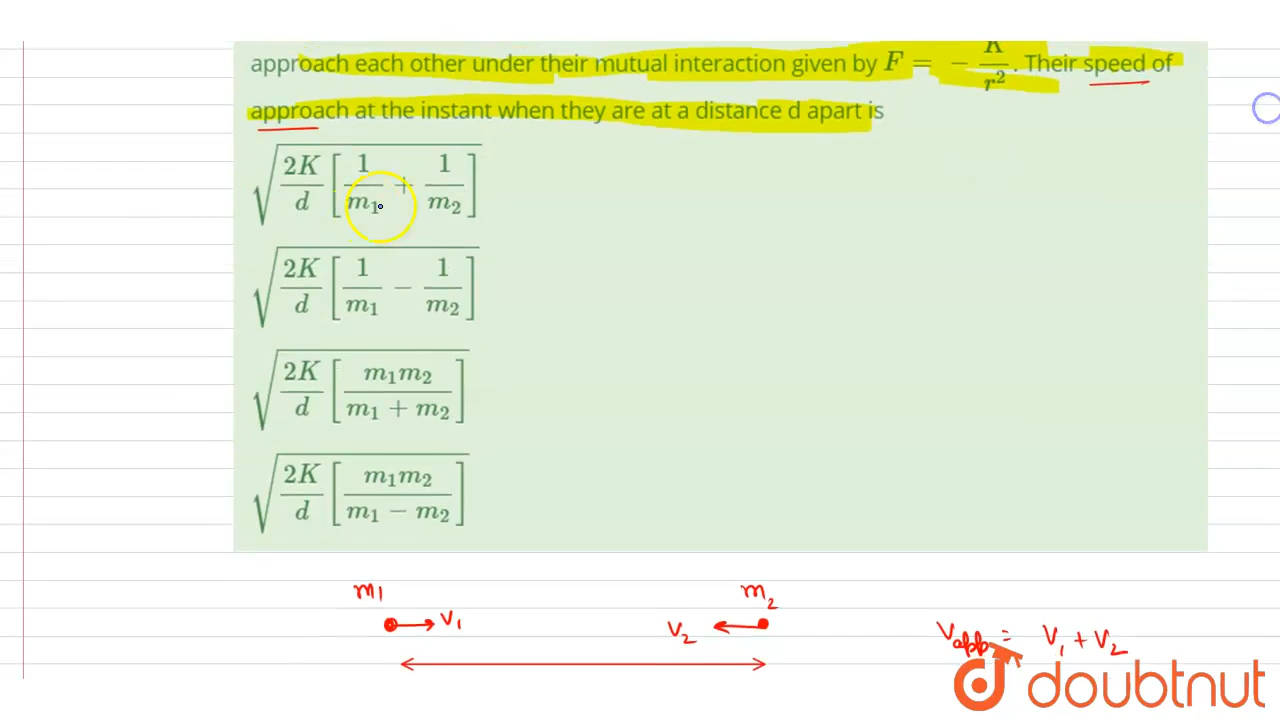 approach each other under their mutual interaction given by F = − K/r². Their speed of
approach at the instant when they are at a distance d apart is
√(2K/d [1/m₁ + 1/m₂])
√(2K/d [1/m₁ − 1/m₂])
√(2K/d [m₁m₂/(m₁ + m₂)])
√(2K/d [m₁m₂/(m₁ − m₂)])
m1 m2
V1 V2 Vapp = V1 + V2
doubtnut